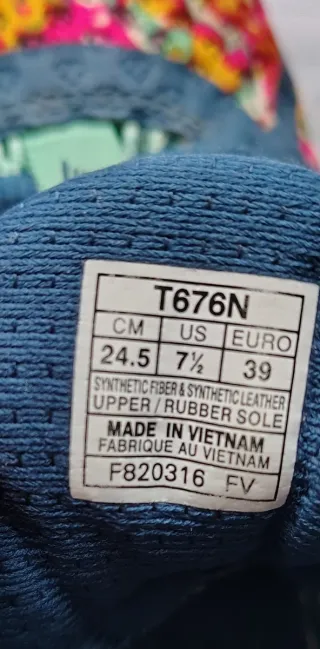 T676N
CM US EURO
24.5 7½ 39
SYNTHETIC FIBER & SYNTHETIC LEATHER
UPPER / RUBBER SOLE
MADE IN VIETNAM
FABRIQUE AU VIETNAM
F820316 FV